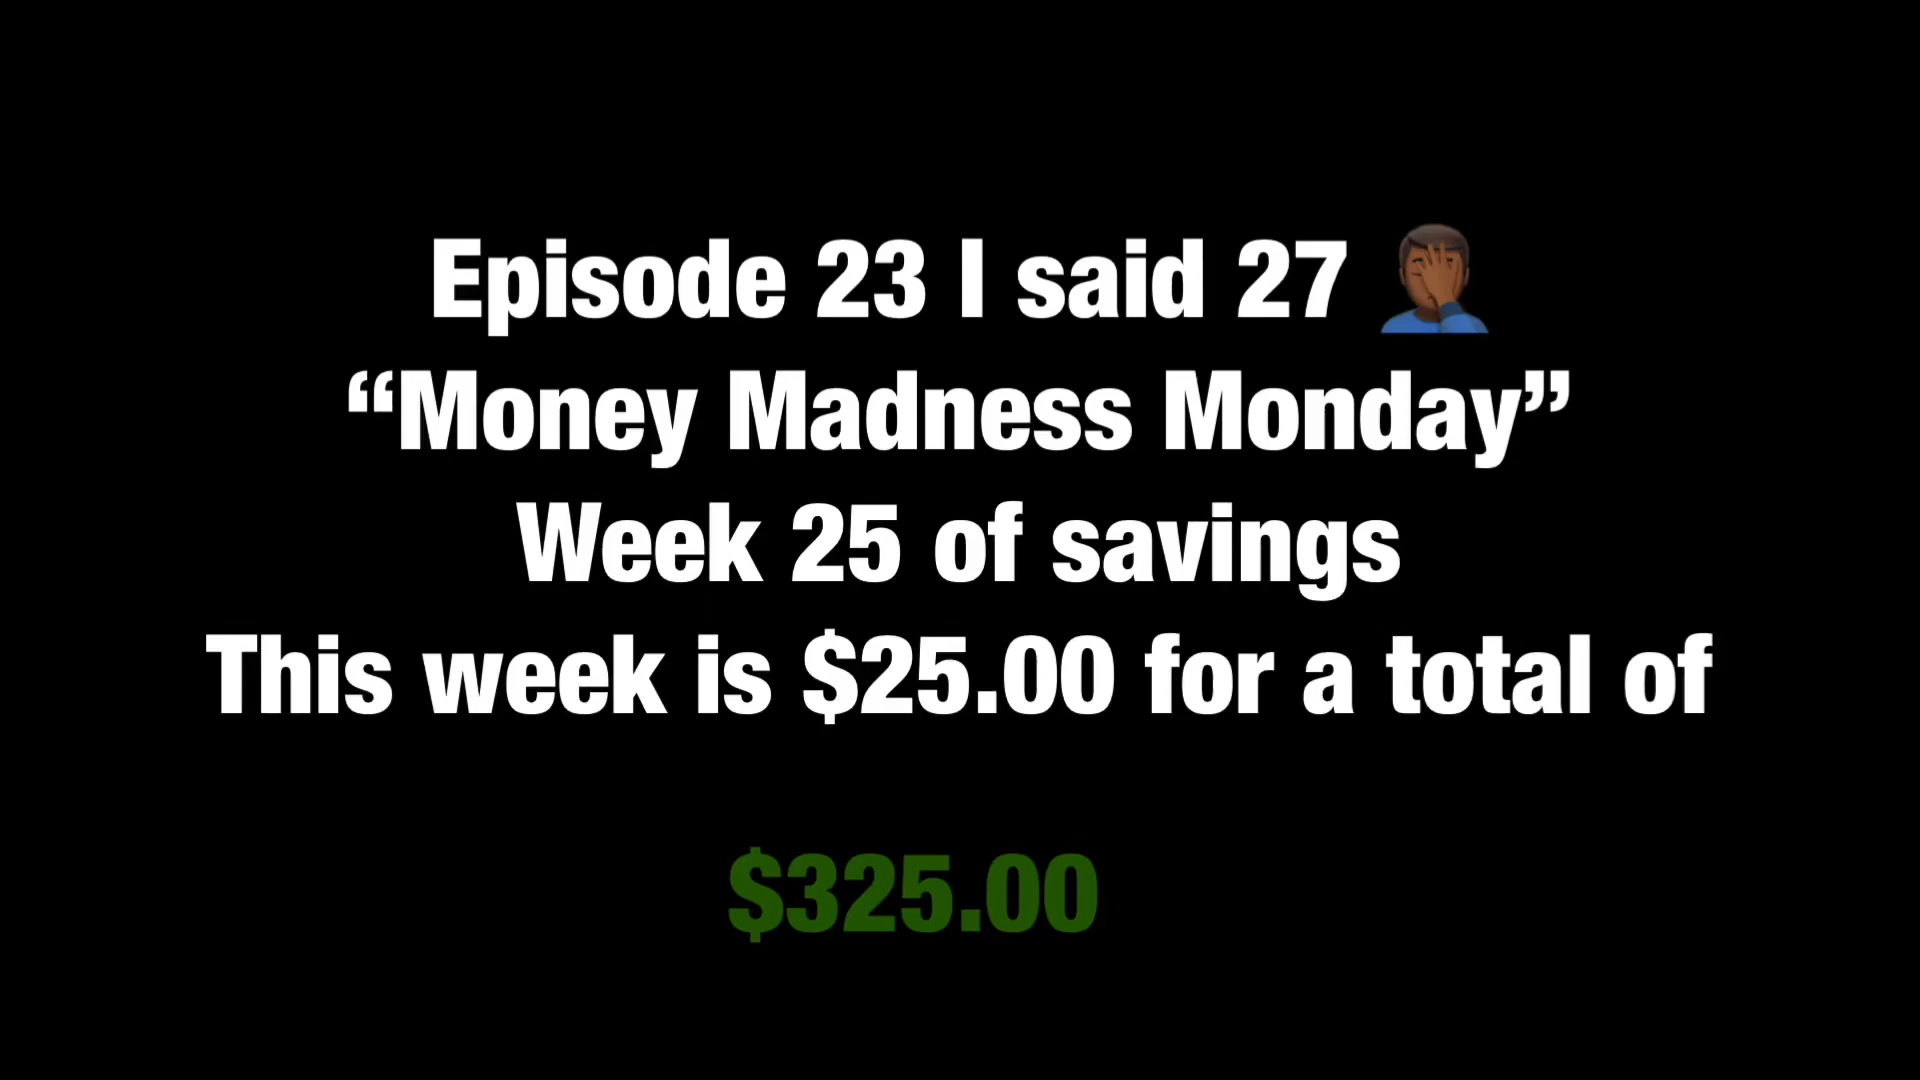 Episode 23 I said 27 🤦🏾‍♂️
“Money Madness Monday”
Week 25 of savings
This week is $25.00 for a total of
$325.00